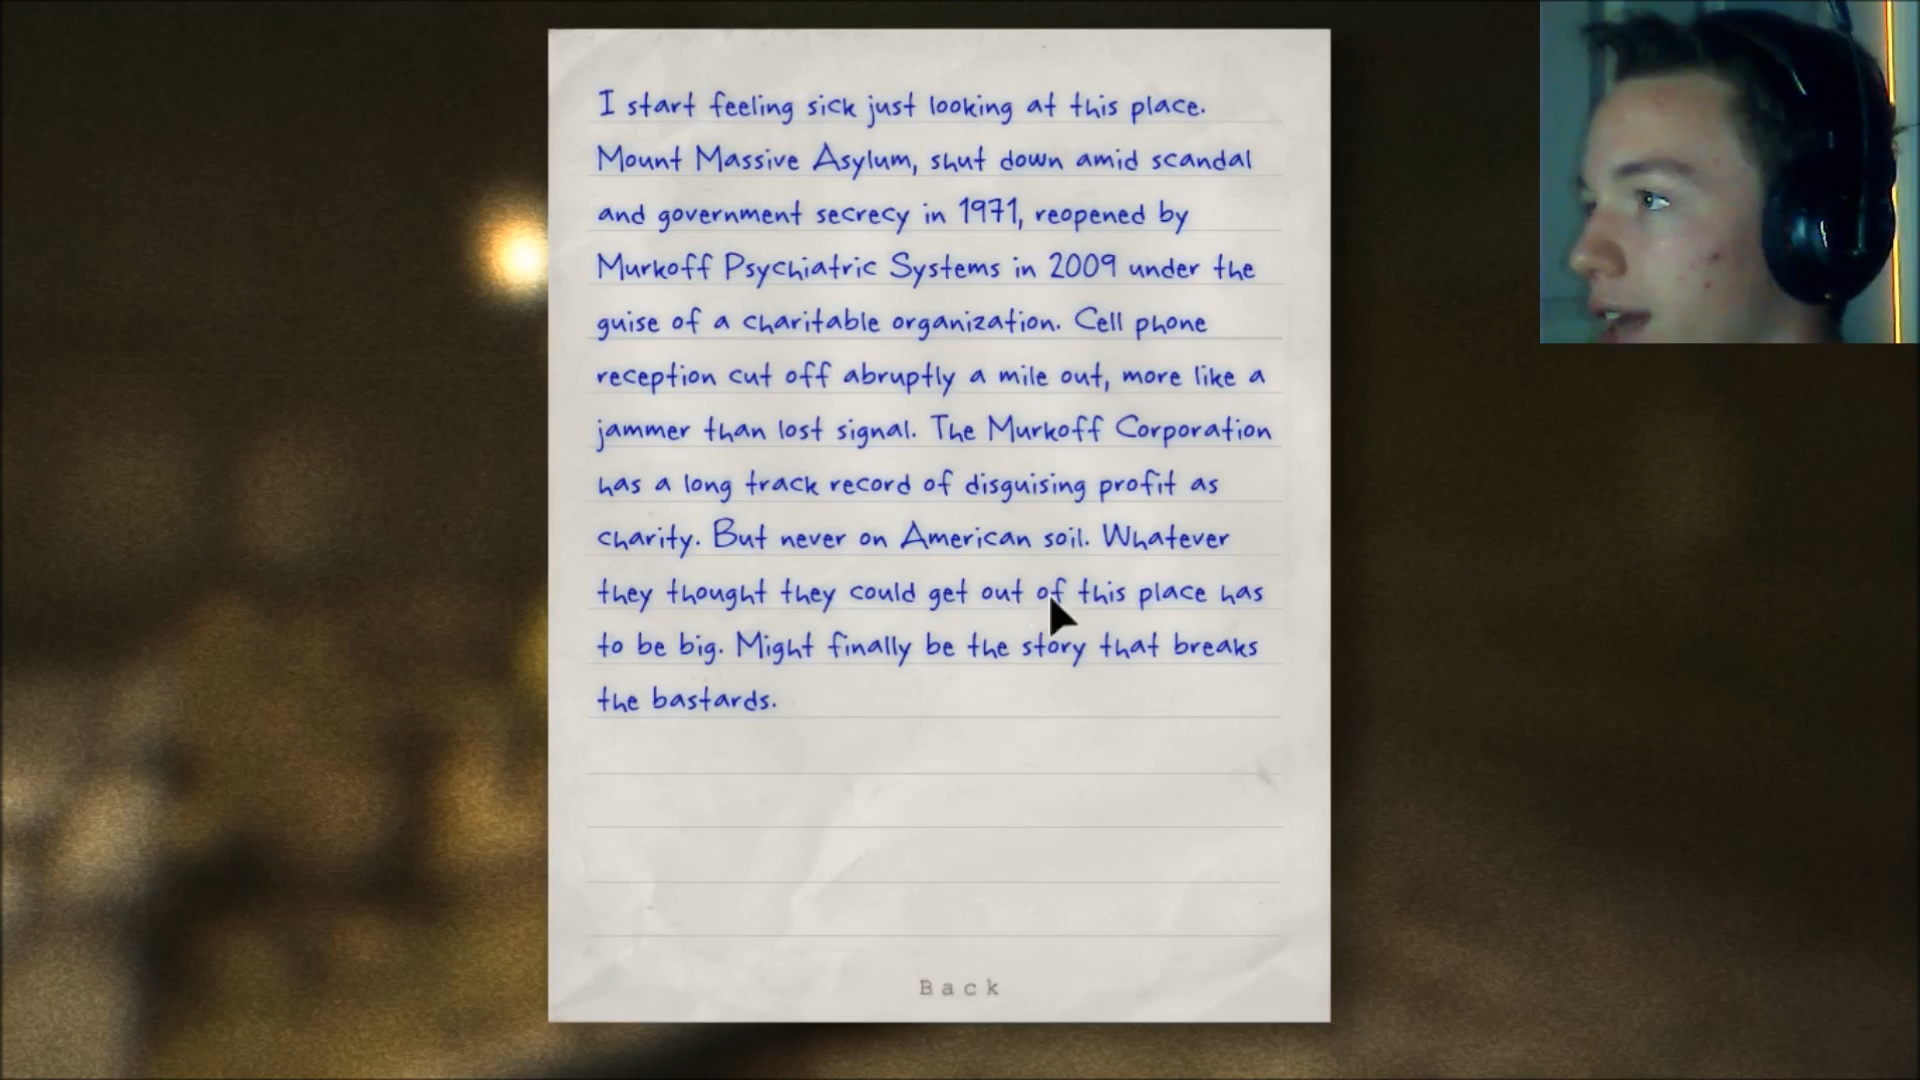 I start feeling sick just looking at this place.
Mount Massive Asylum, shut down amid scandal
and government secrecy in 1971, reopened by
Murkoff Psychiatric Systems in 2009 under the
guise of a charitable organization. Cell phone
reception cut off abruptly a mile out, more like a
jammer than lost signal. The Murkoff Corporation
has a long track record of disguising profit as
charity. But never on American soil. Whatever
they thought they could get out of this place has
to be big. Might finally be the story that breaks
the bastards.
Back